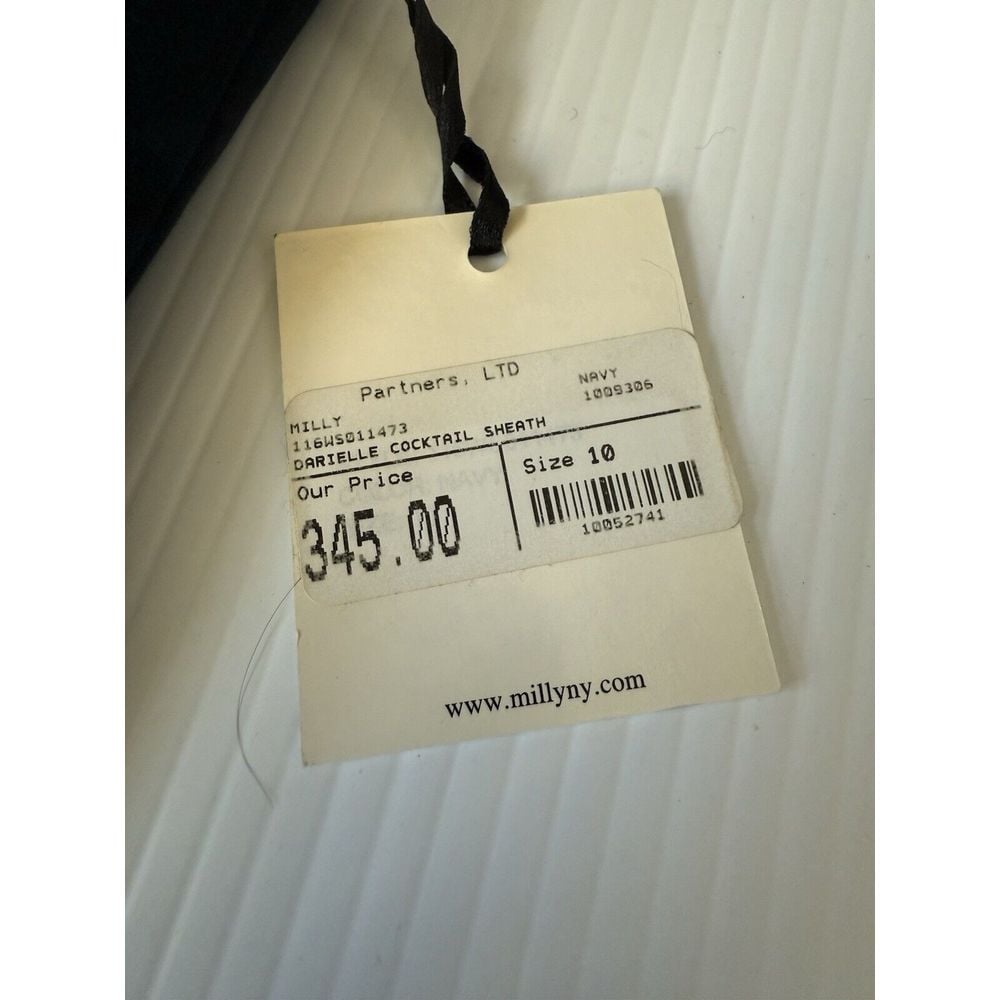 Partners, LTD
MILLY NAVY
116WS011473 1009306
DARIELLE COCKTAIL SHEATH
Our Price
345.00
Size 10
10052741
www.millyny.com